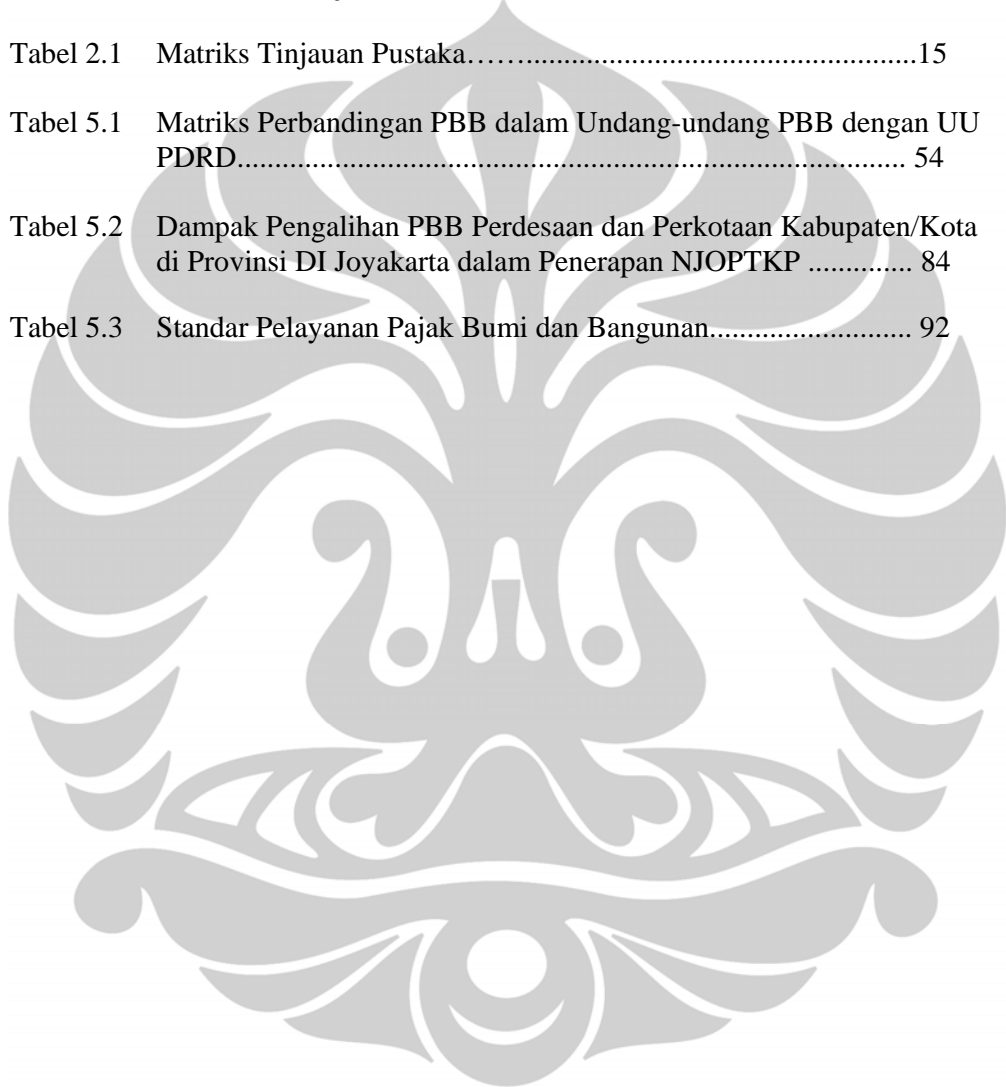 Tabel 2.1 Matriks Tinjauan Pustaka……....................................................15
Tabel 5.1 Matriks Perbandingan PBB dalam Undang-undang PBB dengan UU
PDRD......................................................................................... 54
Tabel 5.2 Dampak Pengalihan PBB Perdesaan dan Perkotaan Kabupaten/Kota
di Provinsi DI Joyakarta dalam Penerapan NJOPTKP .............. 84
Tabel 5.3 Standar Pelayanan Pajak Bumi dan Bangunan........................... 92